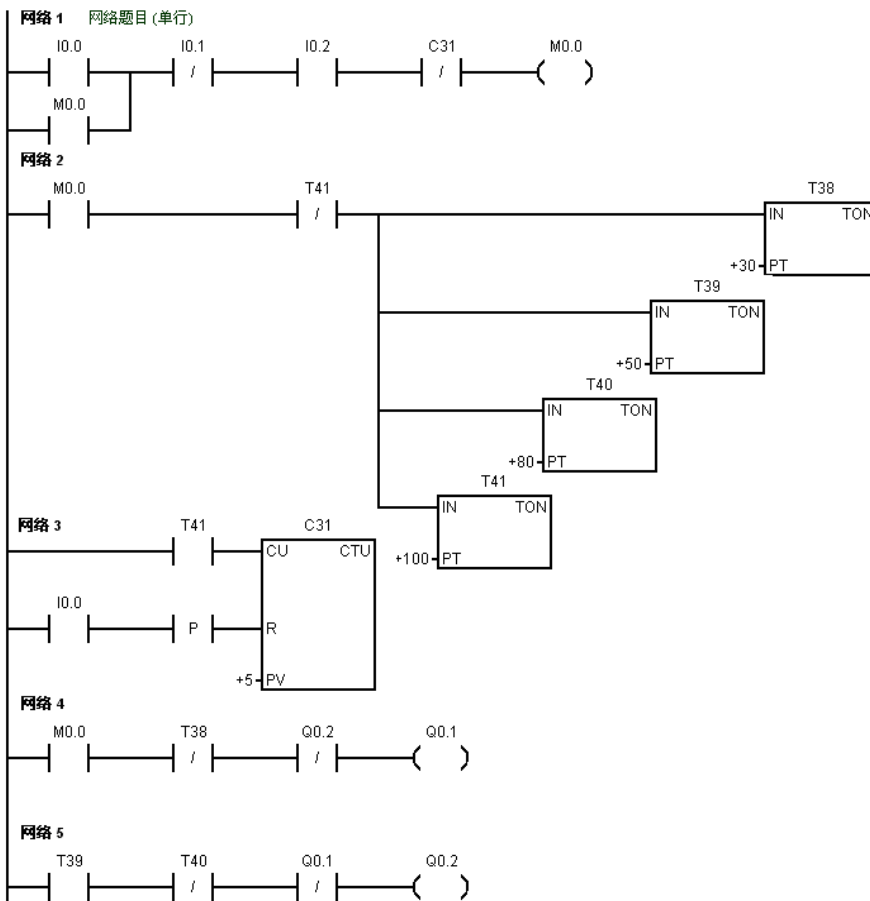 网络 1 网络题目 (单行)
I0.0 I0.1 I0.2 C31 M0.0
/ /
M0.0
网络 2
M0.0 T41 T38
/ IN TON
+30 PT
T39
IN TON
+50 PT
T40
IN TON
+80 PT
T41
IN TON
+100 PT
网络 3
T41 C31
CU CTU
I0.0
P R
+5 PV
网络 4
M0.0 T38 Q0.2 Q0.1
/ /
网络 5
T39 T40 Q0.1 Q0.2
/ /